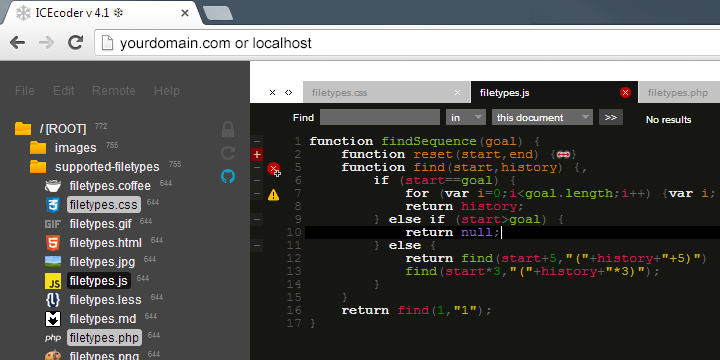 ICEcoder v 4.1 ❄
yourdomain.com or localhost
File Edit Remote Help
/ [ROOT] 772
images 755
supported-filetypes 755
filetypes.coffee 644
filetypes.css 644
GIF filetypes.gif 644
5 filetypes.html 644
filetypes.jpg 644
JS filetypes.js 644
{L} filetypes.less 644
filetypes.md 644
php filetypes.php 644
filetypes.png 644
filetypes.css
filetypes.js
filetypes.php
Find in this document >> No results
1 function findSequence(goal) {
2 function reset(start,end) {
5 function find(start,history) {,
6 if (start==goal) {
7 for (var i=0;i<goal.length;i++) {var i;
8 return history;
9 } else if (start>goal) {
10 return null;
11 } else {
12 return find(start+5,"("+history+"+5)")
13 find(start*3,"("+history+"*3)");
14 }
15 }
16 return find(1,"1");
17 }